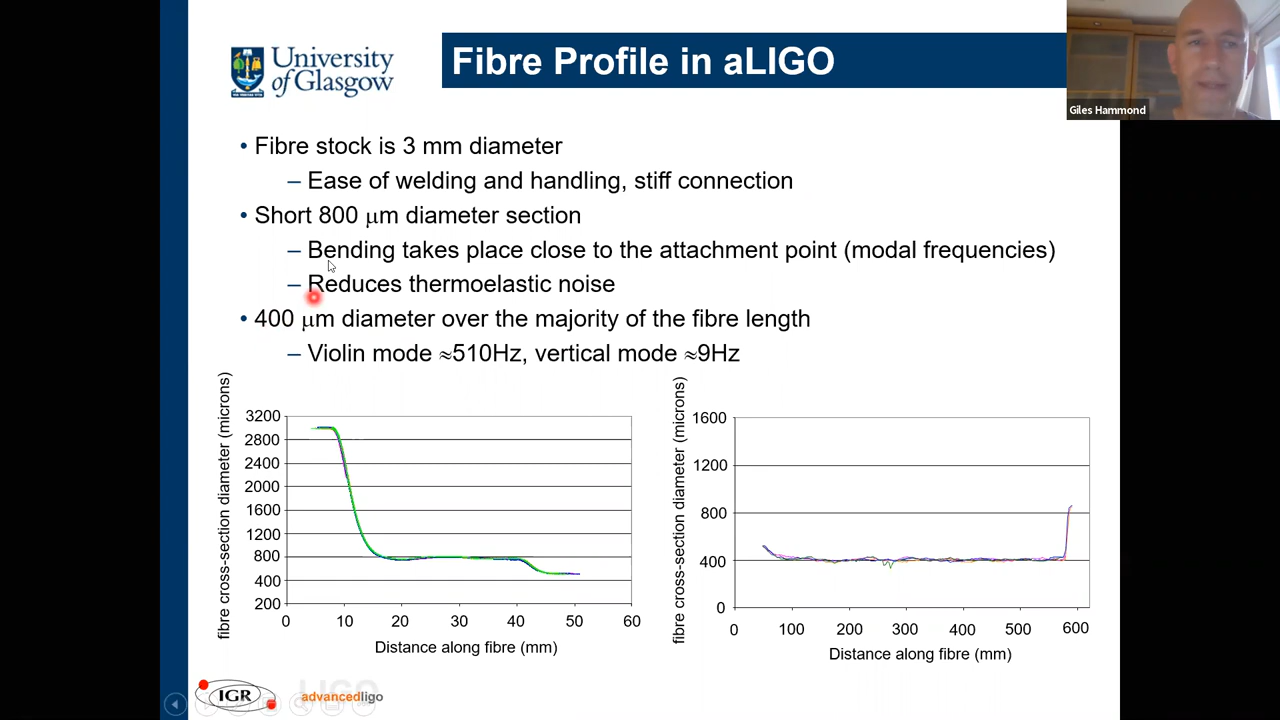 University
of Glasgow
Fibre Profile in aLIGO
Giles Hammond
• Fibre stock is 3 mm diameter
– Ease of welding and handling, stiff connection
• Short 800 μm diameter section
– Bending takes place close to the attachment point (modal frequencies)
– Reduces thermoelastic noise
• 400 μm diameter over the majority of the fibre length
– Violin mode ≈510Hz, vertical mode ≈9Hz
fibre cross-section diameter (microns)
3200
2800
2400
2000
1600
1200
800
400
200
0 10 20 30 40 50 60
Distance along fibre (mm)
fibre cross-section diameter (microns)
1600
1200
800
400
0
0 100 200 300 400 500 600
Distance along fibre (mm)
IGR
LIGO
advancedligo